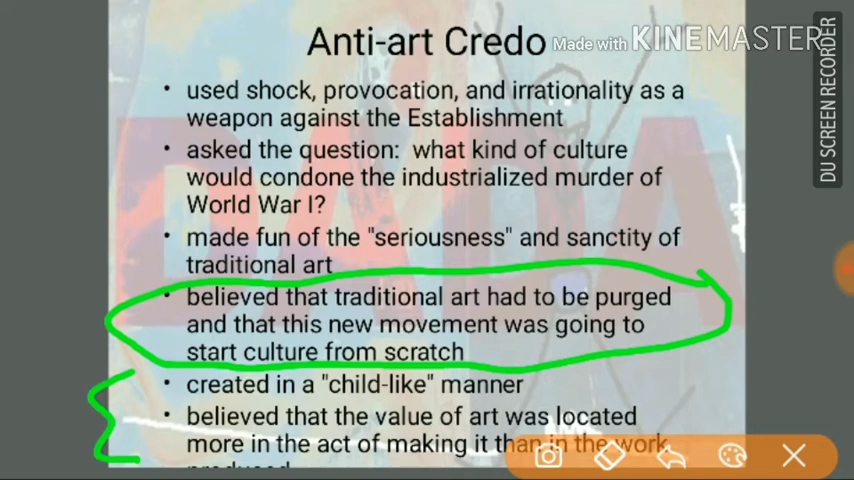 Anti-art Credo
Made with KINEMASTER
DU SCREEN RECORDER
• used shock, provocation, and irrationality as a
weapon against the Establishment
• asked the question: what kind of culture
would condone the industrialized murder of
World War I?
• made fun of the "seriousness" and sanctity of
traditional art
• believed that traditional art had to be purged
and that this new movement was going to
start culture from scratch
• created in a "child-like" manner
• believed that the value of art was located
more in the act of making it than in the work
produced
DADA